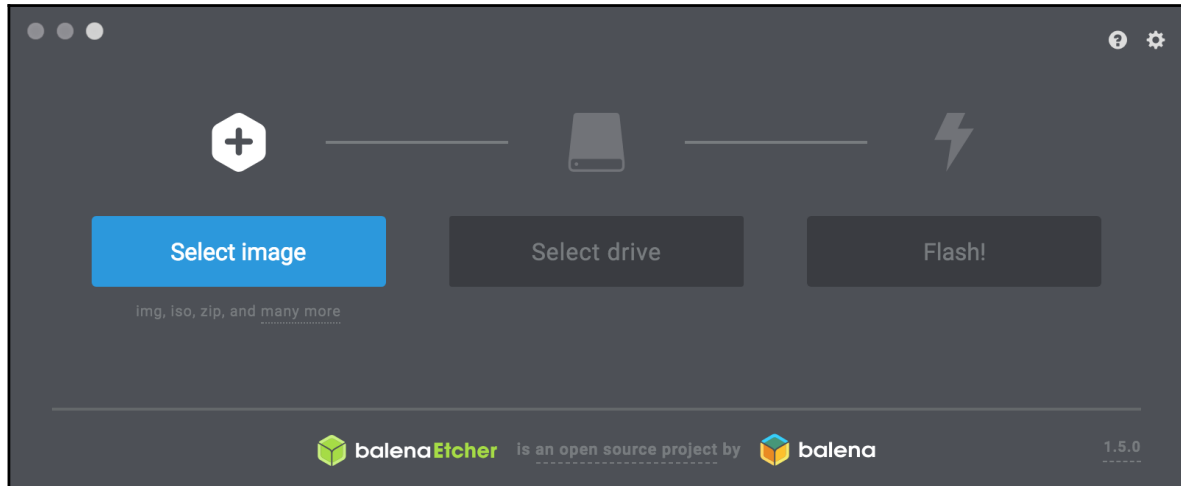 Select image
Select drive
Flash!
img, iso, zip, and many more
balenaEtcher is an open source project by balena
1.5.0